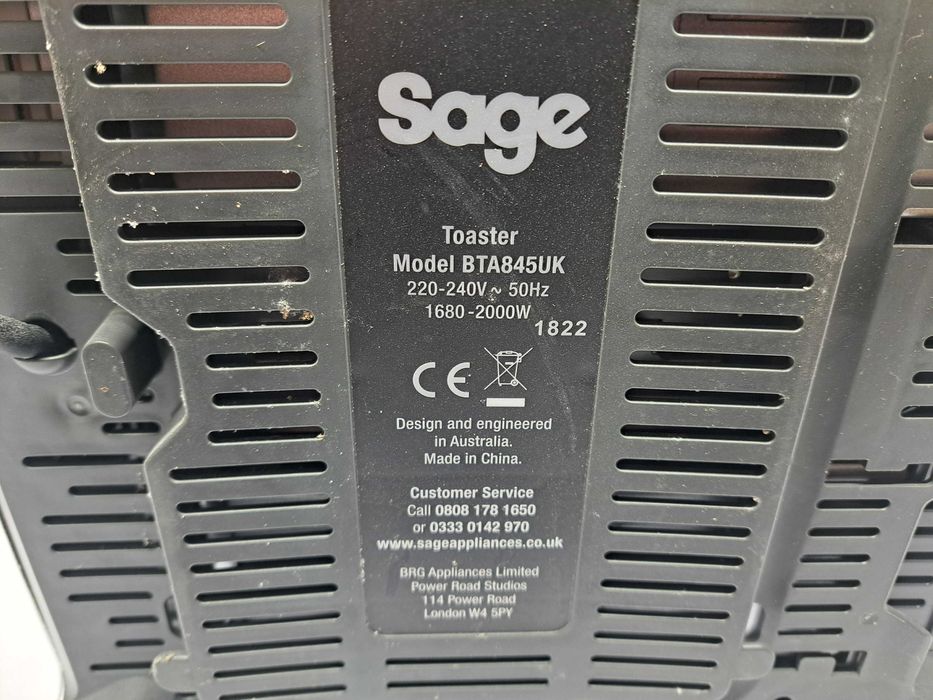 Sage
Toaster
Model BTA845UK
220-240V ~ 50Hz
1680-2000W
1822
CE
Design and engineered
in Australia.
Made in China.
Customer Service
Call 0808 178 1650
or 0333 0142 970
www.sageappliances.co.uk
BRG Appliances Limited
Power Road Studios
114 Power Road
London W4 5PY